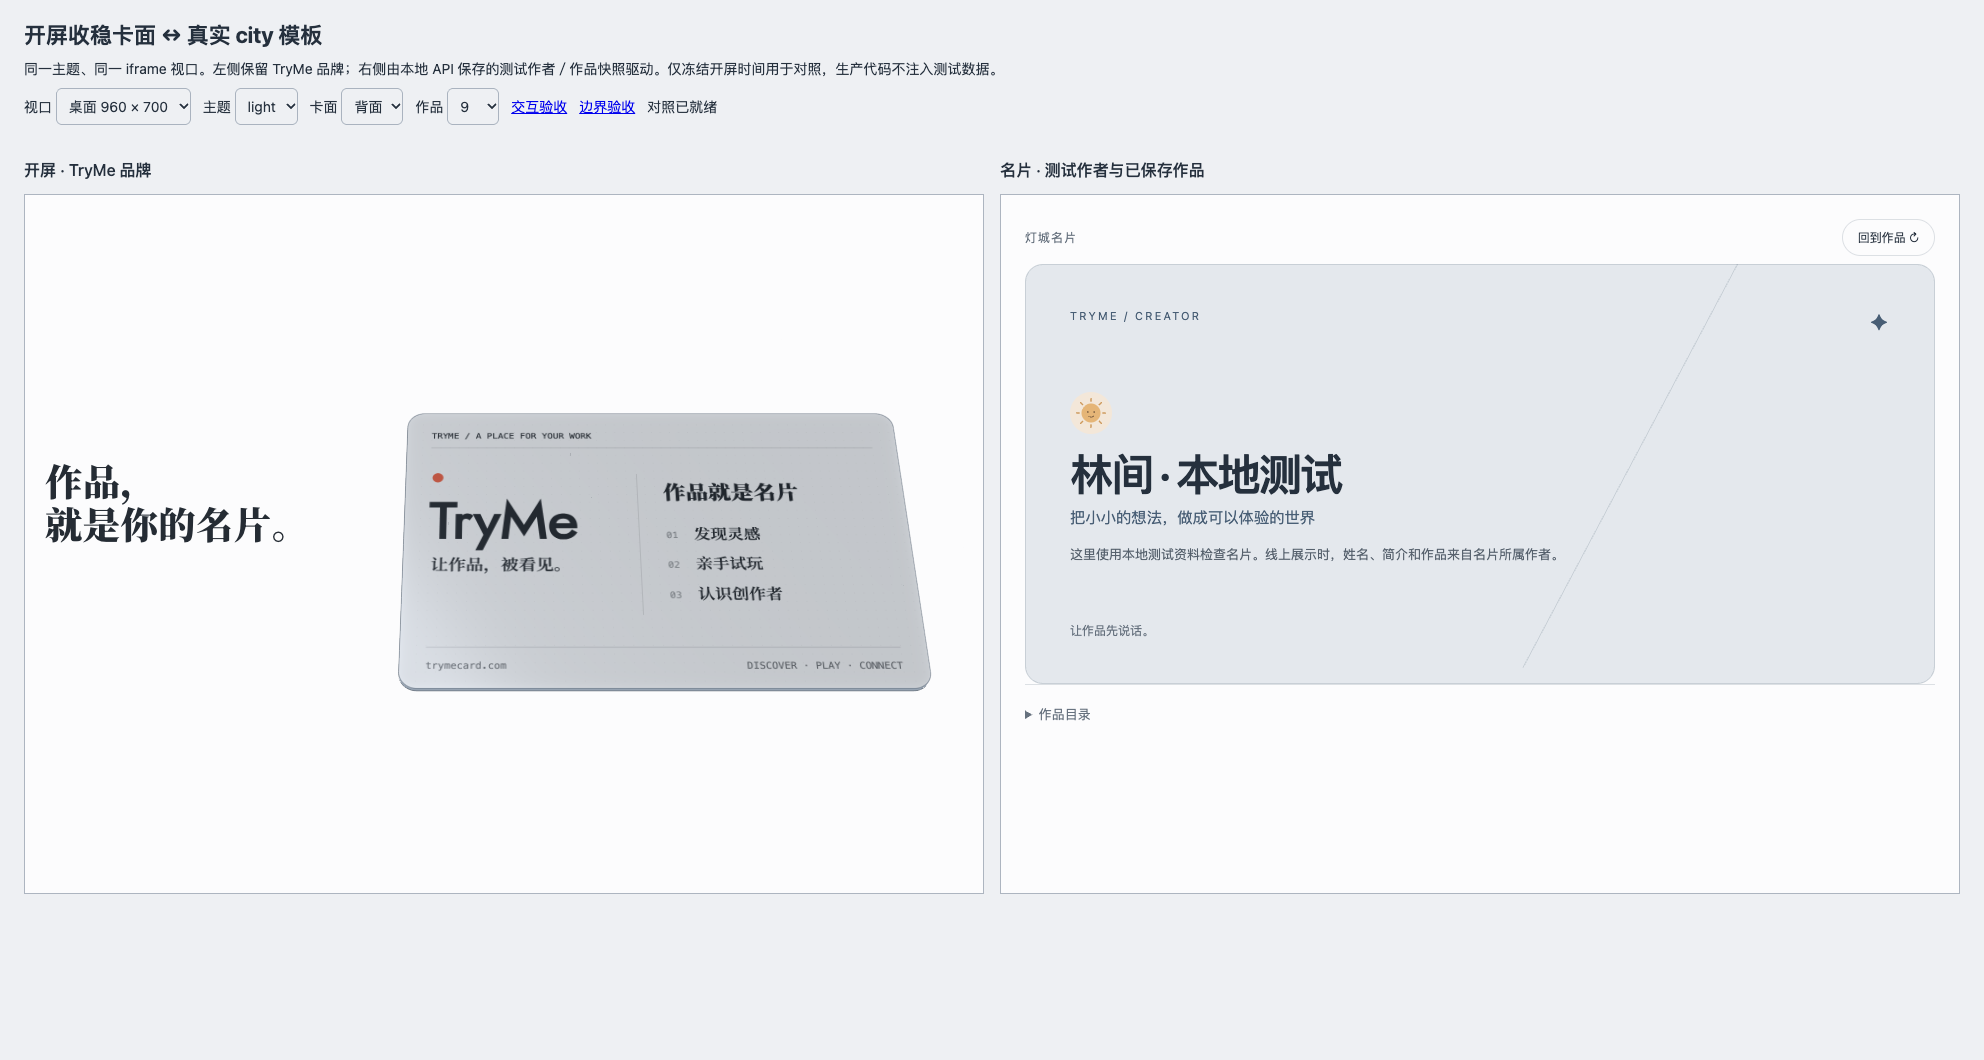 开屏收稳卡面 ↔ 真实 city 模板
同一主题、同一 iframe 视口。左侧保留 TryMe 品牌；右侧由本地 API 保存的测试作者 / 作品快照驱动。仅冻结开屏时间用于对照，生产代码不注入测试数据。
视口 桌面 960 × 700 主题 light 卡面 背面 作品 9 交互验收 边界验收 对照已就绪
开屏 · TryMe 品牌
作品，
就是你的名片。
TRYME / A PLACE FOR YOUR WORK
TryMe
让作品，被看见。
作品就是名片
01 发现灵感
02 亲手试玩
03 认识创作者
trymecard.com
DISCOVER · PLAY · CONNECT
名片 · 测试作者与已保存作品
灯城名片
回到作品 ↻
TRYME / CREATOR
林间·本地测试
把小小的想法，做成可以体验的世界
这里使用本地测试资料检查名片。线上展示时，姓名、简介和作品来自名片所属作者。
让作品先说话。
▶ 作品目录